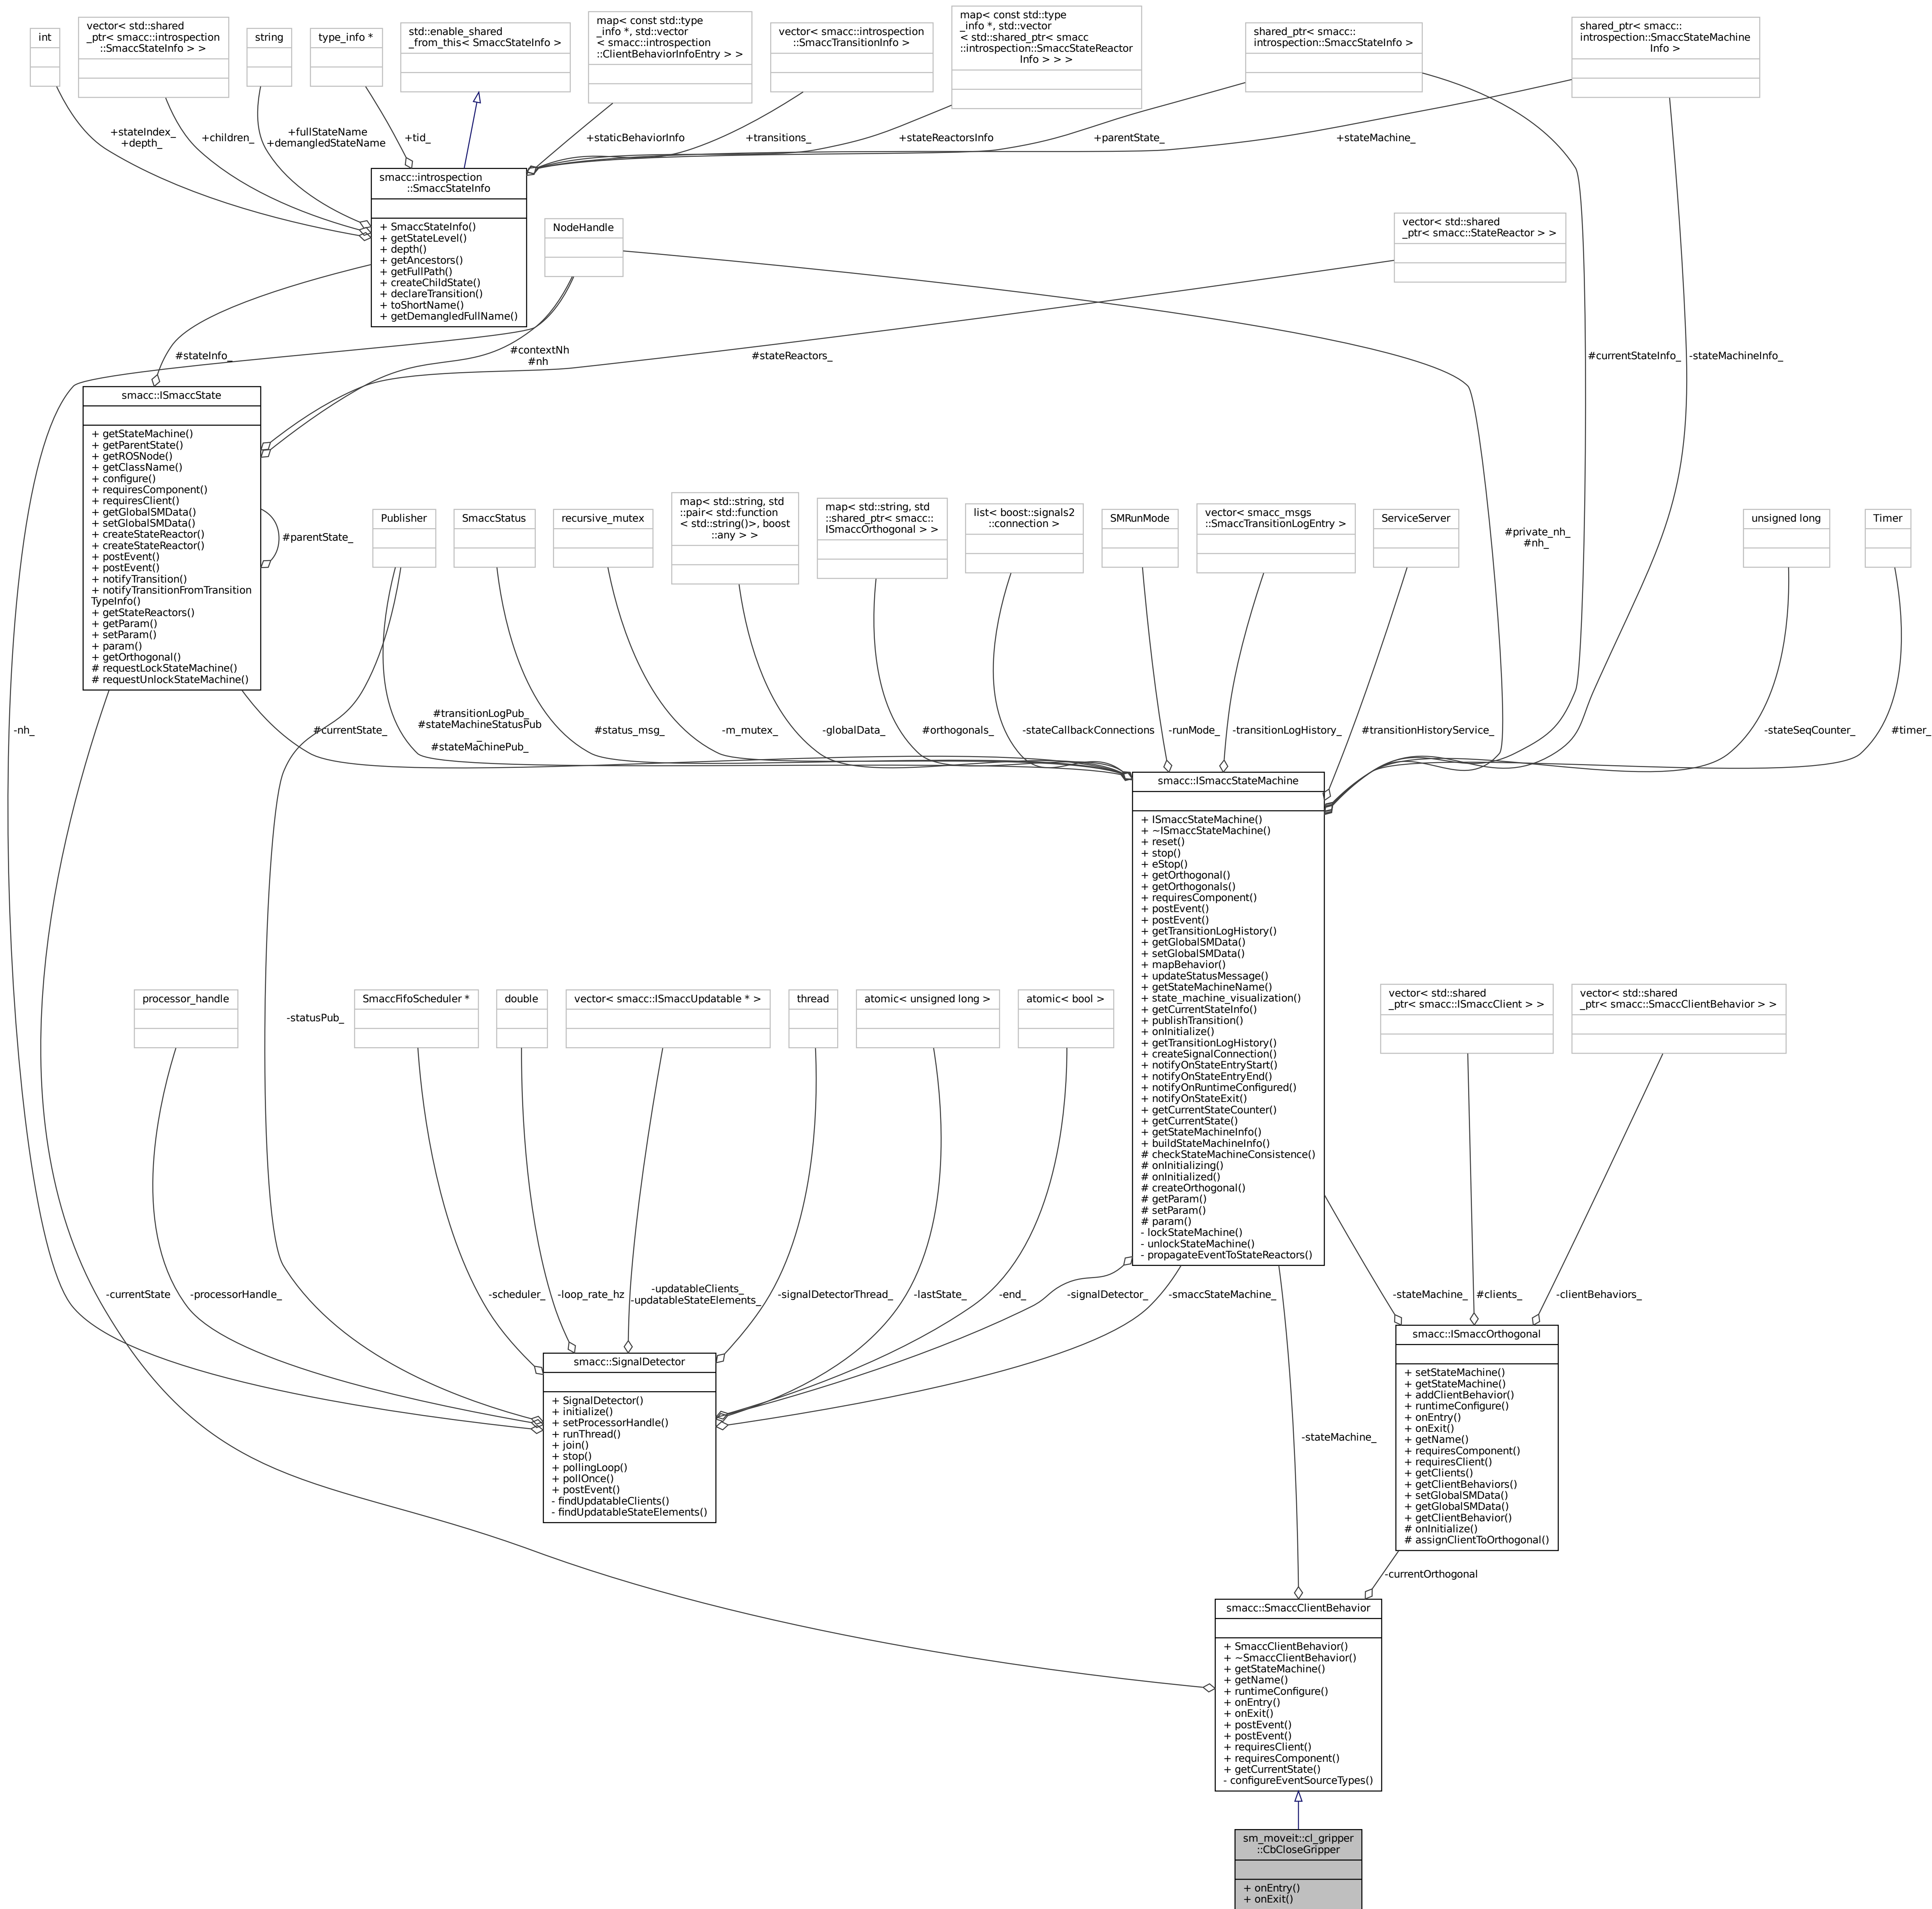 int
vector< std::shared
_ptr< smacc::introspection
::SmaccStateInfo > >
string
type_info *
std::enable_shared
_from_this< SmaccStateInfo >
map< const std::type
_info *, std::vector
< smacc::introspection
::ClientBehaviorInfoEntry > >
vector< smacc::introspection
::SmaccTransitionInfo >
map< const std::type
_info *, std::vector
< std::shared_ptr< smacc
::introspection::SmaccStateReactor
Info > > >
shared_ptr< smacc::
introspection::SmaccStateInfo >
shared_ptr< smacc::
introspection::SmaccStateMachine
Info >
+stateIndex_
+depth_
+children_
+fullStateName
+demangledStateName
+tid_
+staticBehaviorInfo
+transitions_
+stateReactorsInfo
+parentState_
+stateMachine_
smacc::introspection
::SmaccStateInfo
+ SmaccStateInfo()
+ getStateLevel()
+ depth()
+ getAncestors()
+ getFullPath()
+ createChildState()
+ declareTransition()
+ toShortName()
+ getDemangledFullName()
NodeHandle
vector< std::shared
_ptr< smacc::StateReactor > >
#stateInfo_
#contextNh
#nh
#stateReactors_
#currentStateInfo_
-stateMachineInfo_
smacc::ISmaccState
+ getStateMachine()
+ getParentState()
+ getROSNode()
+ getClassName()
+ configure()
+ requiresComponent()
+ requiresClient()
+ getGlobalSMData()
+ setGlobalSMData()
+ createStateReactor()
+ createStateReactor()
+ postEvent()
+ postEvent()
+ notifyTransition()
+ notifyTransitionFromTransition
TypeInfo()
+ getStateReactors()
+ getParam()
+ setParam()
+ param()
+ getOrthogonal()
# requestLockStateMachine()
# requestUnlockStateMachine()
#parentState_
Publisher
SmaccStatus
recursive_mutex
map< std::string, std
::pair< std::function
< std::string()>, boost
::any > >
map< std::string, std
::shared_ptr< smacc::
ISmaccOrthogonal > >
list< boost::signals2
::connection >
SMRunMode
vector< smacc_msgs
::SmaccTransitionLogEntry >
ServiceServer
#private_nh_
#nh_
unsigned long
Timer
-nh_
#currentState_
#transitionLogPub_
#stateMachineStatusPub
_
#stateMachinePub_
#status_msg_
-m_mutex_
-globalData_
#orthogonals_
-stateCallbackConnections
-runMode_
-transitionLogHistory_
#transitionHistoryService_
-stateSeqCounter_
#timer_
smacc::ISmaccStateMachine
+ ISmaccStateMachine()
+ ~ISmaccStateMachine()
+ reset()
+ stop()
+ eStop()
+ getOrthogonal()
+ getOrthogonals()
+ requiresComponent()
+ postEvent()
+ postEvent()
+ getTransitionLogHistory()
+ getGlobalSMData()
+ setGlobalSMData()
+ mapBehavior()
+ updateStatusMessage()
+ getStateMachineName()
+ state_machine_visualization()
+ getCurrentStateInfo()
+ publishTransition()
+ onInitialize()
+ getTransitionLogHistory()
+ createSignalConnection()
+ notifyOnStateEntryStart()
+ notifyOnStateEntryEnd()
+ notifyOnRuntimeConfigured()
+ notifyOnStateExit()
+ getCurrentStateCounter()
+ getCurrentState()
+ getStateMachineInfo()
+ buildStateMachineInfo()
# checkStateMachineConsistence()
# onInitializing()
# onInitialized()
# createOrthogonal()
# getParam()
# setParam()
# param()
- lockStateMachine()
- unlockStateMachine()
- propagateEventToStateReactors()
processor_handle
-statusPub_
SmaccFifoScheduler *
double
vector< smacc::ISmaccUpdatable * >
thread
atomic< unsigned long >
atomic< bool >
vector< std::shared
_ptr< smacc::ISmaccClient > >
vector< std::shared
_ptr< smacc::SmaccClientBehavior > >
-currentState
-processorHandle_
-scheduler_
-loop_rate_hz
-updatableClients_
-updatableStateElements_
-signalDetectorThread_
-lastState_
-end_
-signalDetector_
-smaccStateMachine_
-stateMachine_
#clients_
-clientBehaviors_
smacc::SignalDetector
+ SignalDetector()
+ initialize()
+ setProcessorHandle()
+ runThread()
+ join()
+ stop()
+ pollingLoop()
+ pollOnce()
+ postEvent()
- findUpdatableClients()
- findUpdatableStateElements()
-stateMachine_
smacc::ISmaccOrthogonal
+ setStateMachine()
+ getStateMachine()
+ addClientBehavior()
+ runtimeConfigure()
+ onEntry()
+ onExit()
+ getName()
+ requiresComponent()
+ requiresClient()
+ getClients()
+ getClientBehaviors()
+ setGlobalSMData()
+ getGlobalSMData()
+ getClientBehavior()
# onInitialize()
# assignClientToOrthogonal()
-currentOrthogonal
smacc::SmaccClientBehavior
+ SmaccClientBehavior()
+ ~SmaccClientBehavior()
+ getStateMachine()
+ getName()
+ runtimeConfigure()
+ onEntry()
+ onExit()
+ postEvent()
+ postEvent()
+ requiresClient()
+ requiresComponent()
+ getCurrentState()
- configureEventSourceTypes()
sm_moveit::cl_gripper
::CbCloseGripper
+ onEntry()
+ onExit()